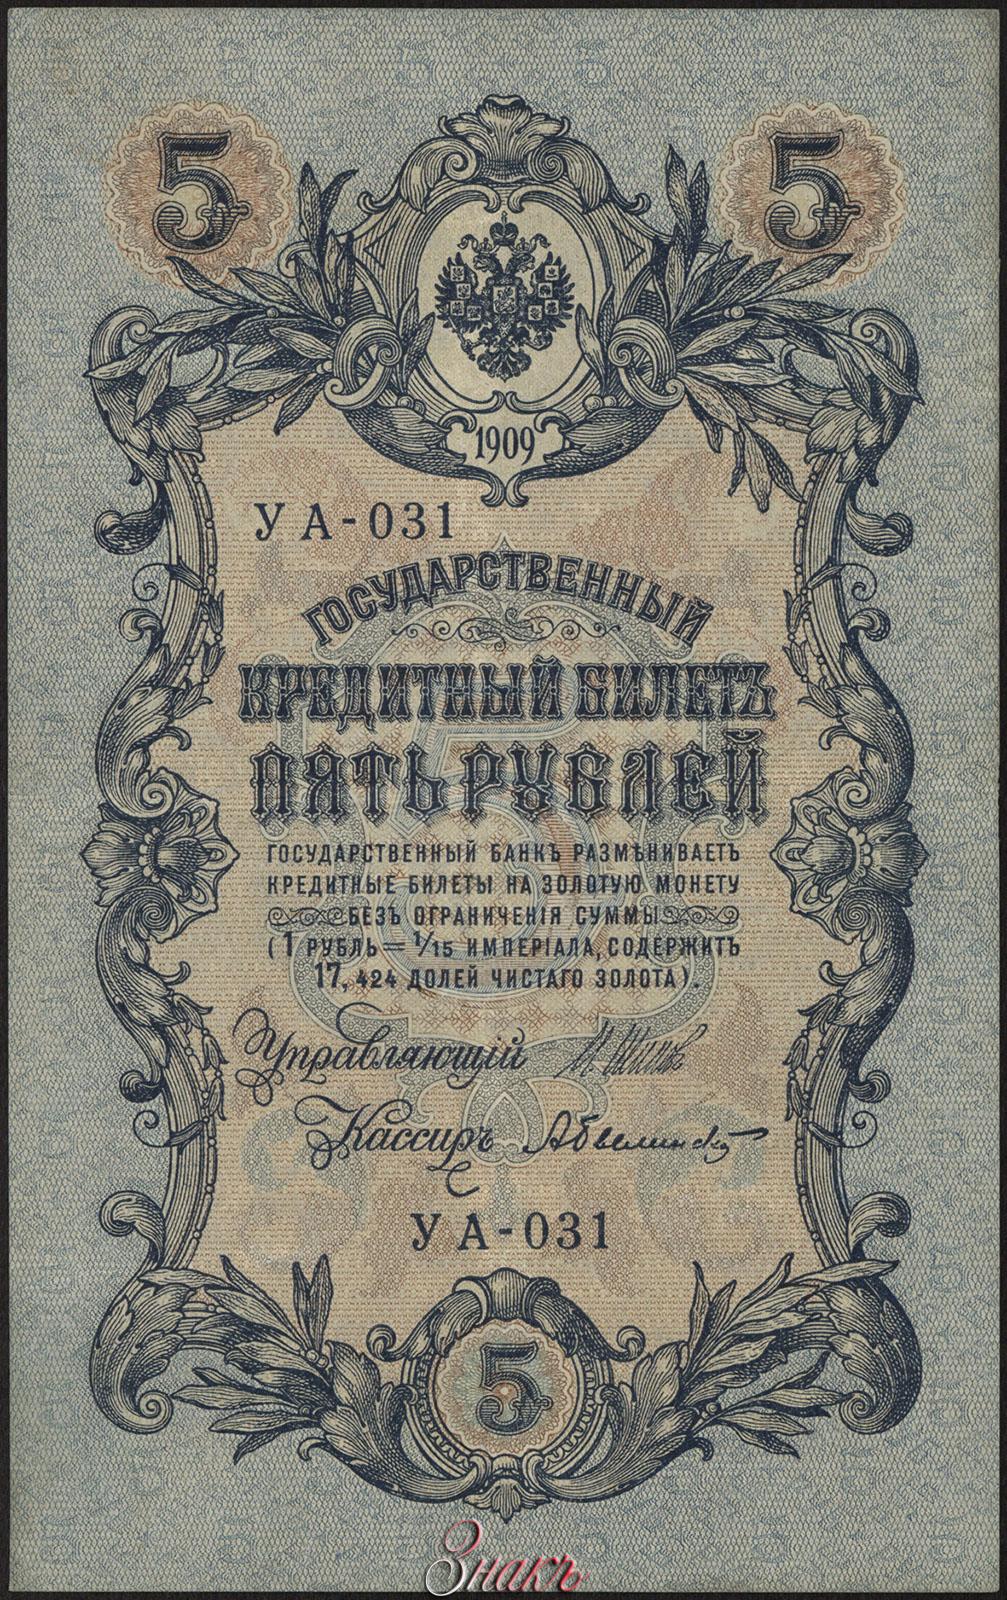 5 5
1909
УА-031
ГОСУДАРСТВЕННЫЙ
КРЕДИТНЫЙ БИЛЕТЪ
ПЯТЬ РУБЛЕЙ
ГОСУДАРСТВЕННЫЙ БАНКЪ РАЗМѢНИВАЕТЪ
КРЕДИТНЫЕ БИЛЕТЫ НА ЗОЛОТУЮ МОНЕТУ
БЕЗЪ ОГРАНИЧЕНІЯ СУММЫ
(1 РУБЛЬ = 1/15 ИМПЕРІАЛА, СОДЕРЖИТЪ
17,424 ДОЛЕЙ ЧИСТАГО ЗОЛОТА).
Управляющій
Кассиръ
УА-031
5
Знакъ